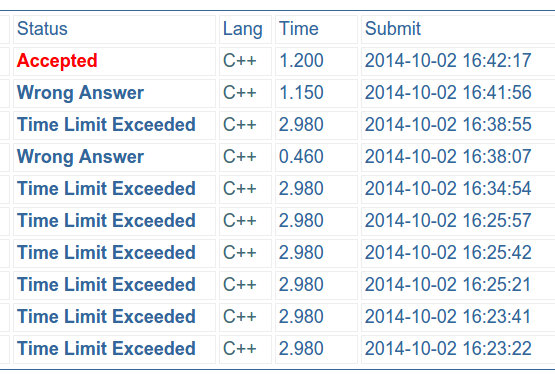 Status Lang Time Submit
Accepted C++ 1.200 2014-10-02 16:42:17
Wrong Answer C++ 1.150 2014-10-02 16:41:56
Time Limit Exceeded C++ 2.980 2014-10-02 16:38:55
Wrong Answer C++ 0.460 2014-10-02 16:38:07
Time Limit Exceeded C++ 2.980 2014-10-02 16:34:54
Time Limit Exceeded C++ 2.980 2014-10-02 16:25:57
Time Limit Exceeded C++ 2.980 2014-10-02 16:25:42
Time Limit Exceeded C++ 2.980 2014-10-02 16:25:21
Time Limit Exceeded C++ 2.980 2014-10-02 16:23:41
Time Limit Exceeded C++ 2.980 2014-10-02 16:23:22